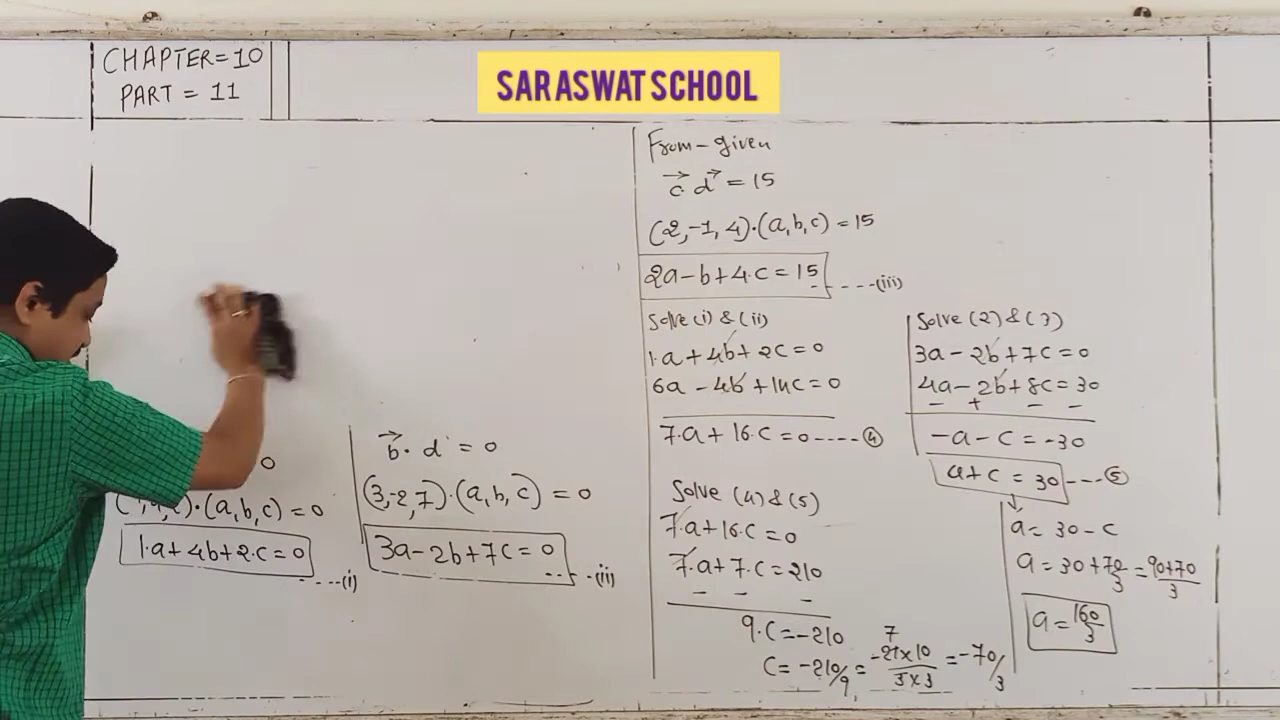 CHAPTER=10
PART = 11
SARASWAT SCHOOL
0
·(a,b,c) = 0
1·a+4b+2·c=0
----(i)
b⃗· d⃗ = 0
(3,-2,7)·(a,b,c) = 0
3a-2b+7c=0
----(ii)
From-given
c⃗· d⃗ = 15
(2,-1,4)·(a,b,c) = 15
2a-b+4·c=15
----(iii)
Solve (i) & (ii)
1·a+4b+2c=0
6a-4b+14c=0
7·a+16·c=0----④
Solve (4) & (5)
7·a+16·c=0
7·a+7·c=210
- - -
9·c=-210
c=-210/9 = -21×10/3×3 = -70/3
7
Solve (2) & (3)
3a-2b+7c=0
4a-2b+8c=30
- + - -
-a-c=-30
a+c=30---⑤
a= 30-c
a= 30+70/3 = 90+70/3
a= 160/3